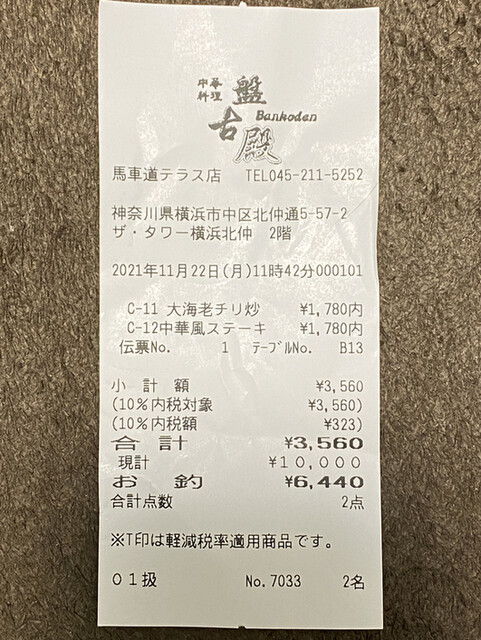 中華
料理
盤
古
Bankoden
殿
馬車道テラス店 TEL045-211-5252
神奈川県横浜市中区北仲通5-57-2
ザ・タワー横浜北仲 2階
2021年11月22日(月)11時42分000101
C-11 大海老チリ炒 ¥1,780内
C-12中華風ステーキ ¥1,780内
伝票No. 1 テーブルNo. B13
小計額 ¥3,560
(10%内税対象 ¥3,560)
(10%内税額 ¥323)
合計 ¥3,560
現計 ¥10,000
お釣 ¥6,440
合計点数 2点
※T印は軽減税率適用商品です。
01扱 No.7033 2名